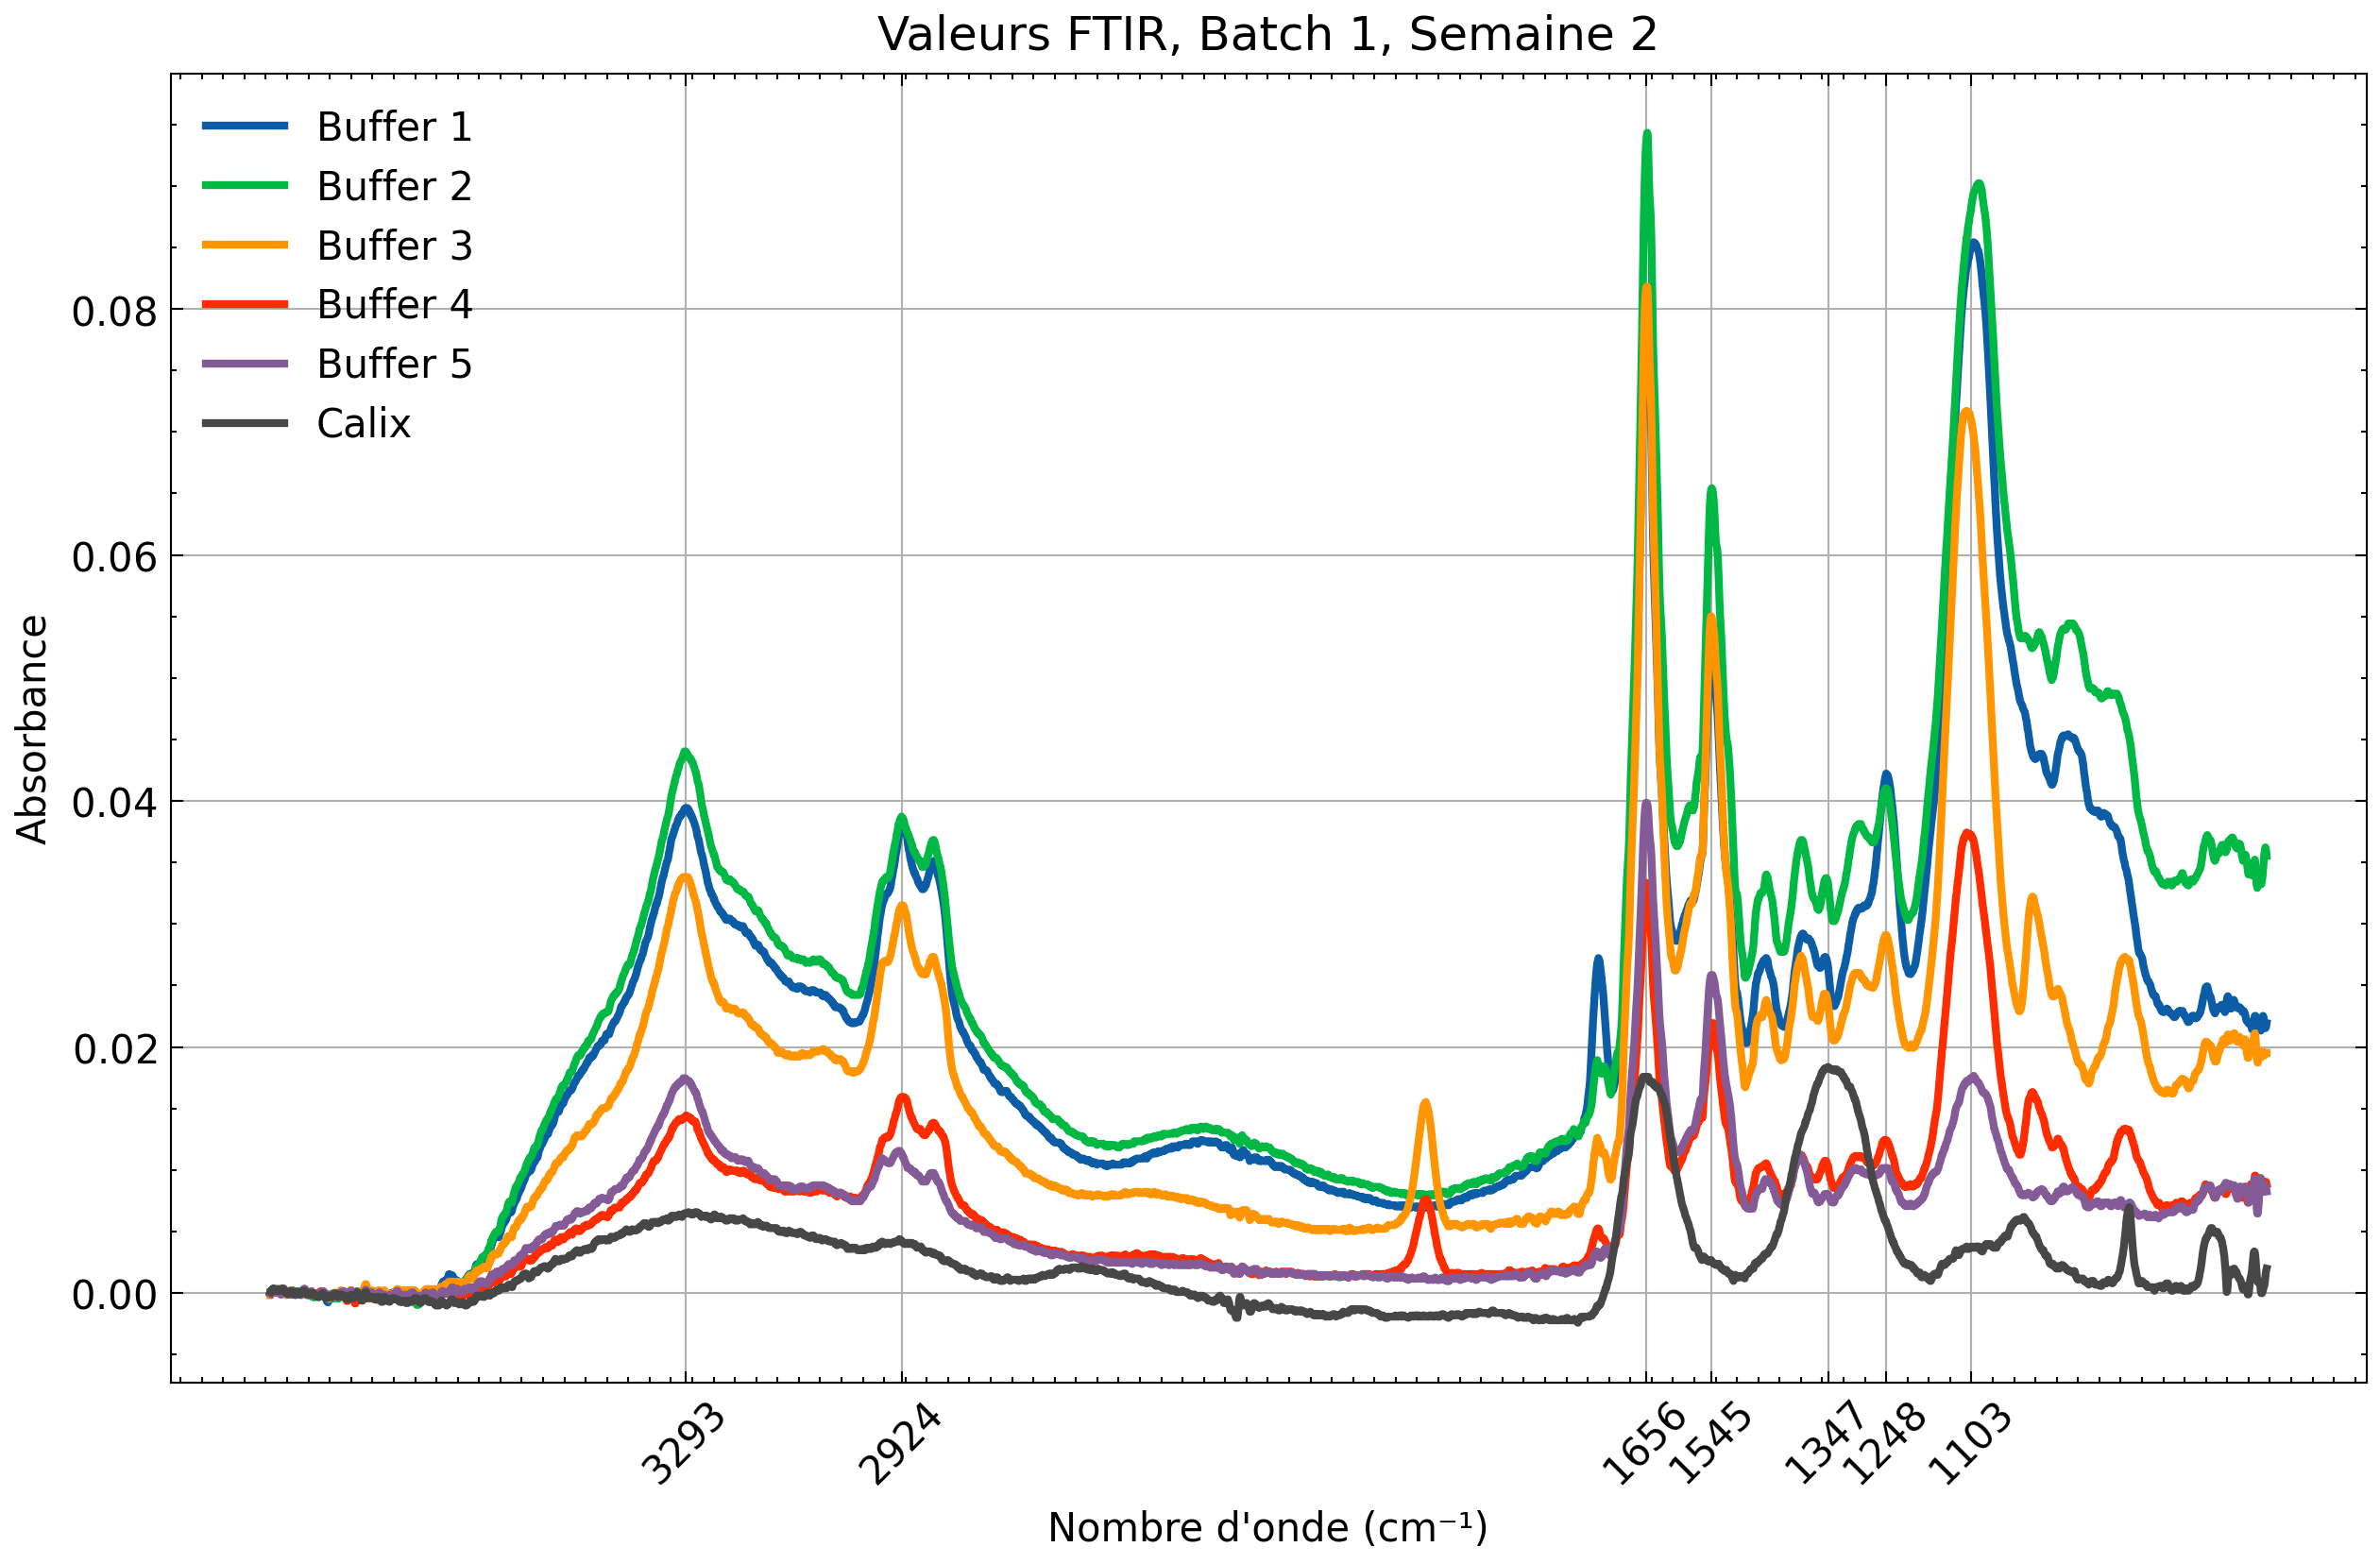 Valeurs FTIR, Batch 1, Semaine 2
Buffer 1
Buffer 2
Buffer 3
Buffer 4
Buffer 5
Calix
Absorbance
0.08
0.06
0.04
0.02
0.00
3293
2924
1656
1545
1347
1248
1103
Nombre d'onde (cm⁻¹)